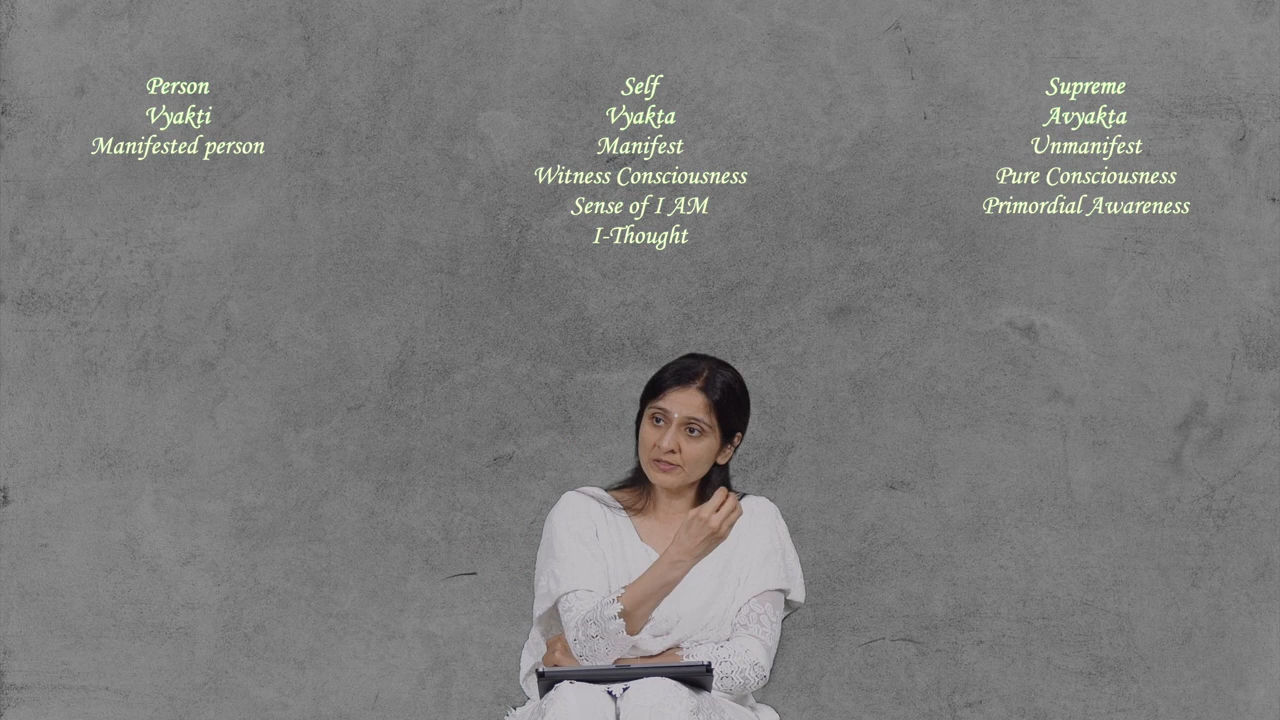 Person
Vyakti
Manifested person
Self
Vyakta
Manifest
Witness Consciousness
Sense of I AM
I-Thought
Supreme
Avyakta
Unmanifest
Pure Consciousness
Primordial Awareness